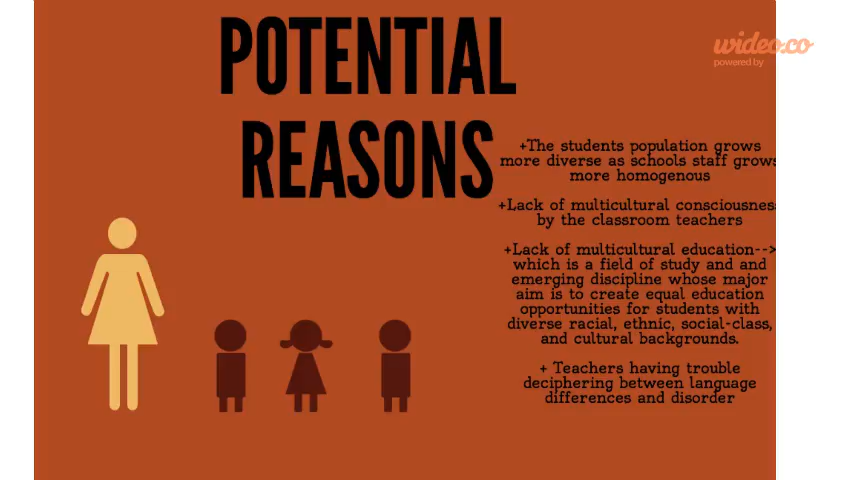 POTENTIAL
REASONS
wideo.co
powered by
+The students population grows
more diverse as schools staff grows
more homogenous
+Lack of multicultural consciousness
by the classroom teachers
+Lack of multicultural education-->
which is a field of study and and
emerging discipline whose major
aim is to create equal education
opportunities for students with
diverse racial, ethnic, social-class,
and cultural backgrounds.
+ Teachers having trouble
deciphering between language
differences and disorder